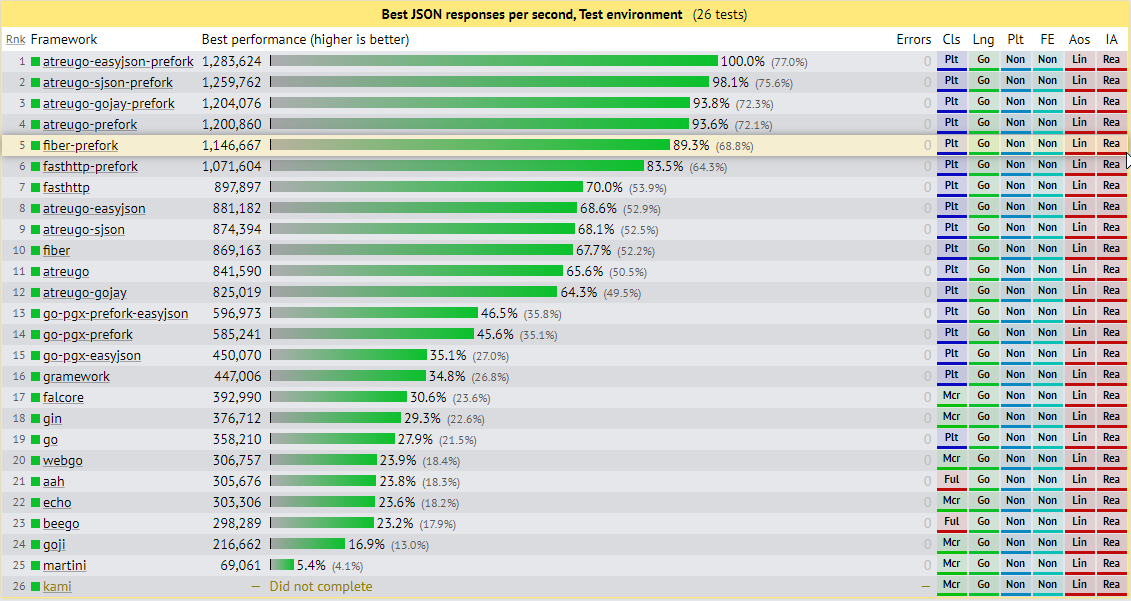 Best JSON responses per second, Test environment (26 tests)
Rnk Framework Best performance (higher is better) Errors Cls Lng Plt FE Aos IA
1 atreugo-easyjson-prefork 1,283,624 100.0% (77.0%) 0 Plt Go Non Non Lin Rea
2 atreugo-sjson-prefork 1,259,762 98.1% (75.6%) 0 Plt Go Non Non Lin Rea
3 atreugo-gojay-prefork 1,204,076 93.8% (72.3%) 0 Plt Go Non Non Lin Rea
4 atreugo-prefork 1,200,860 93.6% (72.1%) 0 Plt Go Non Non Lin Rea
5 fiber-prefork 1,146,667 89.3% (68.8%) 0 Plt Go Non Non Lin Rea
6 fasthttp-prefork 1,071,604 83.5% (64.3%) 0 Plt Go Non Non Lin Rea
7 fasthttp 897,897 70.0% (53.9%) 0 Plt Go Non Non Lin Rea
8 atreugo-easyjson 881,182 68.6% (52.9%) 0 Plt Go Non Non Lin Rea
9 atreugo-sjson 874,394 68.1% (52.5%) 0 Plt Go Non Non Lin Rea
10 fiber 869,163 67.7% (52.2%) 0 Plt Go Non Non Lin Rea
11 atreugo 841,590 65.6% (50.5%) 0 Plt Go Non Non Lin Rea
12 atreugo-gojay 825,019 64.3% (49.5%) 0 Plt Go Non Non Lin Rea
13 go-pgx-prefork-easyjson 596,973 46.5% (35.8%) 0 Plt Go Non Non Lin Rea
14 go-pgx-prefork 585,241 45.6% (35.1%) 0 Plt Go Non Non Lin Rea
15 go-pgx-easyjson 450,070 35.1% (27.0%) 0 Plt Go Non Non Lin Rea
16 gramework 447,006 34.8% (26.8%) 0 Plt Go Non Non Lin Rea
17 falcore 392,990 30.6% (23.6%) 0 Mcr Go Non Non Lin Rea
18 gin 376,712 29.3% (22.6%) 0 Mcr Go Non Non Lin Rea
19 go 358,210 27.9% (21.5%) 0 Plt Go Non Non Lin Rea
20 webgo 306,757 23.9% (18.4%) 0 Mcr Go Non Non Lin Rea
21 aah 305,676 23.8% (18.3%) 0 Ful Go Non Non Lin Rea
22 echo 303,306 23.6% (18.2%) 0 Mcr Go Non Non Lin Rea
23 beego 298,289 23.2% (17.9%) 0 Ful Go Non Non Lin Rea
24 goji 216,662 16.9% (13.0%) 0 Mcr Go Non Non Lin Rea
25 martini 69,061 5.4% (4.1%) 0 Mcr Go Non Non Lin Rea
26 kami — Did not complete — Mcr Go Non Non Lin Rea